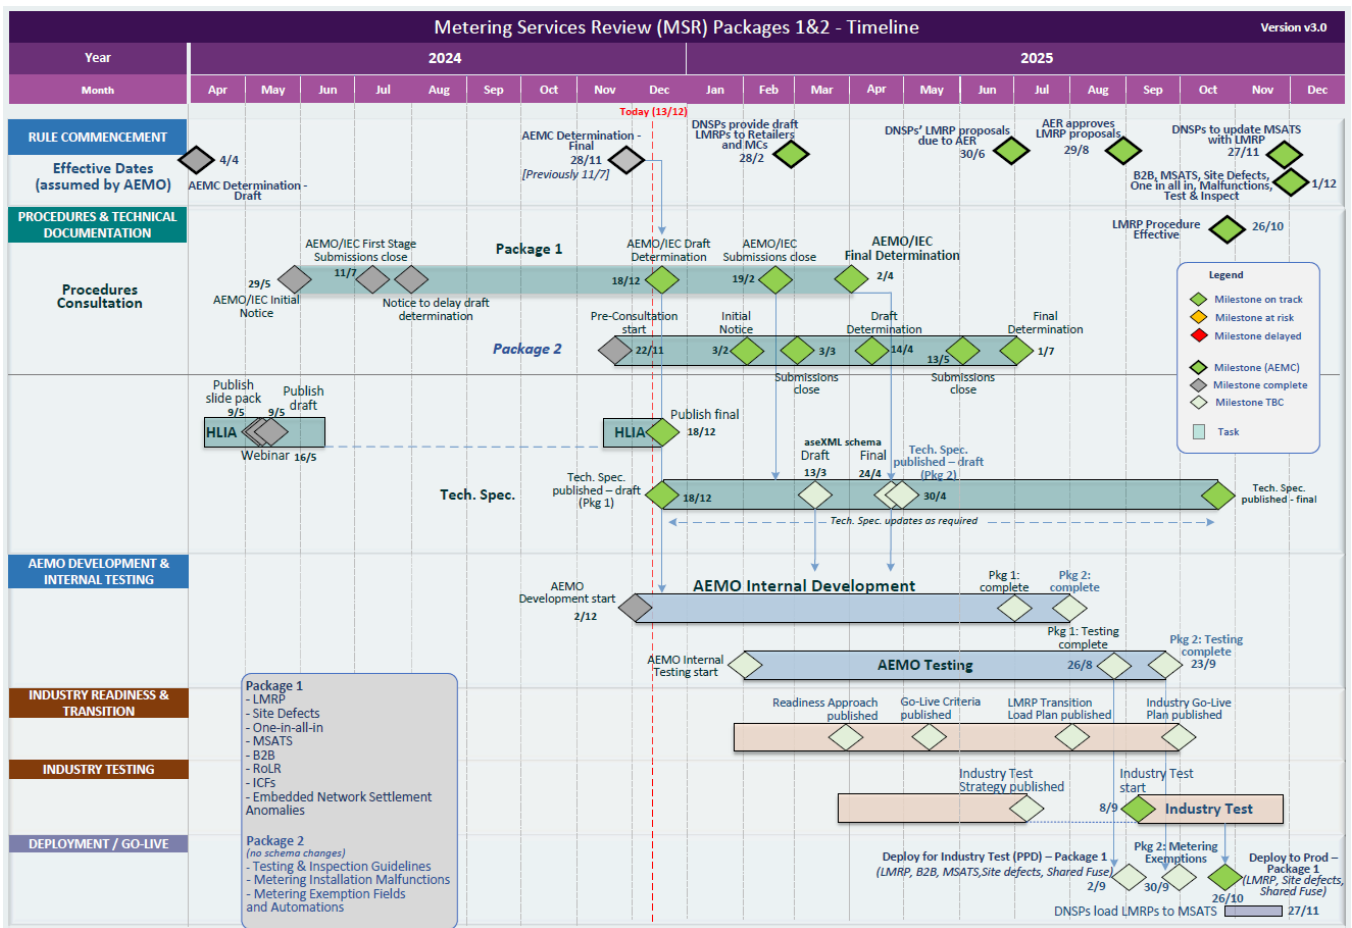 Metering Services Review (MSR) Packages 1&2 - Timeline
Version v3.0
Year
2024
2025
Month
Apr
May
Jun
Jul
Aug
Sep
Oct
Nov
Dec
Jan
Feb
Mar
Apr
May
Jun
Jul
Aug
Sep
Oct
Nov
Dec
Today (13/12)
RULE COMMENCEMENT
Effective Dates
(assumed by AEMO)
4/4
AEMC Determination -
Draft
AEMC Determination -
Final
28/11
[Previously 11/7]
DNSPs provide draft
LMRPs to Retailers
and MCs
28/2
DNSPs' LMRP proposals
due to AER
30/6
AER approves
LMRP proposals
29/8
DNSPs to update MSATS
with LMRP
27/11
B2B, MSATS, Site Defects,
One in all in, Malfunctions,
Test & Inspect
1/12
PROCEDURES & TECHNICAL
DOCUMENTATION
LMRP Procedure
Effective
26/10
Procedures
Consultation
Package 1
29/5
AEMO/IEC Initial
Notice
AEMO/IEC First Stage
Submissions close
11/7
Notice to delay draft
determination
AEMO/IEC Draft
Determination
18/12
AEMO/IEC
Submissions close
19/2
AEMO/IEC
Final Determination
2/4
Package 2
Pre-Consultation
start
22/11
Initial
Notice
3/2
3/3
Submissions
close
Draft
Determination
14/4
13/5
Submissions
close
Final
Determination
1/7
Legend
Milestone on track
Milestone at risk
Milestone delayed
Milestone (AEMC)
Milestone complete
Milestone TBC
Task
Publish
slide pack
9/5
Publish
draft
9/5
HLIA
Webinar 16/5
HLIA
Publish final
18/12
Tech. Spec.
Tech. Spec.
published – draft
(Pkg 1)
18/12
aseXML schema
Draft
13/3
Final
24/4
Tech. Spec.
published – draft
(Pkg 2)
30/4
Tech. Spec.
published - final
Tech. Spec. updates as required
AEMO DEVELOPMENT &
INTERNAL TESTING
AEMO
Development start
2/12
AEMO Internal Development
Pkg 1:
complete
Pkg 2:
complete
AEMO Internal
Testing start
AEMO Testing
Pkg 1: Testing
complete
26/8
Pkg 2: Testing
complete
23/9
INDUSTRY READINESS &
TRANSITION
Readiness Approach
published
Go-Live Criteria
published
LMRP Transition
Load Plan published
Industry Go-Live
Plan published
INDUSTRY TESTING
Industry Test
Strategy published
Industry Test
start
8/9
Industry Test
DEPLOYMENT / GO-LIVE
Deploy for Industry Test (PPD) – Package 1
(LMRP, B2B, MSATS,Site defects, Shared Fuse)
2/9
Pkg 2: Metering
Exemptions
30/9
Deploy to Prod –
Package 1
(LMRP, Site defects,
Shared Fuse)
26/10
DNSPs load LMRPs to MSATS
27/11
Package 1
- LMRP
- Site Defects
- One-in-all-in
- MSATS
- B2B
- RoLR
- ICFs
- Embedded Network Settlement
Anomalies
Package 2
(no schema changes)
- Testing & Inspection Guidelines
- Metering Installation Malfunctions
- Metering Exemption Fields
and Automations